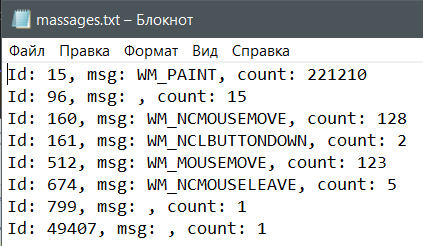 massages.txt – Блокнот
Файл Правка Формат Вид Справка
Id: 15, msg: WM_PAINT, count: 221210
Id: 96, msg: , count: 15
Id: 160, msg: WM_NCMOUSEMOVE, count: 128
Id: 161, msg: WM_NCLBUTTONDOWN, count: 2
Id: 512, msg: WM_MOUSEMOVE, count: 123
Id: 674, msg: WM_NCMOUSELEAVE, count: 5
Id: 799, msg: , count: 1
Id: 49407, msg: , count: 1